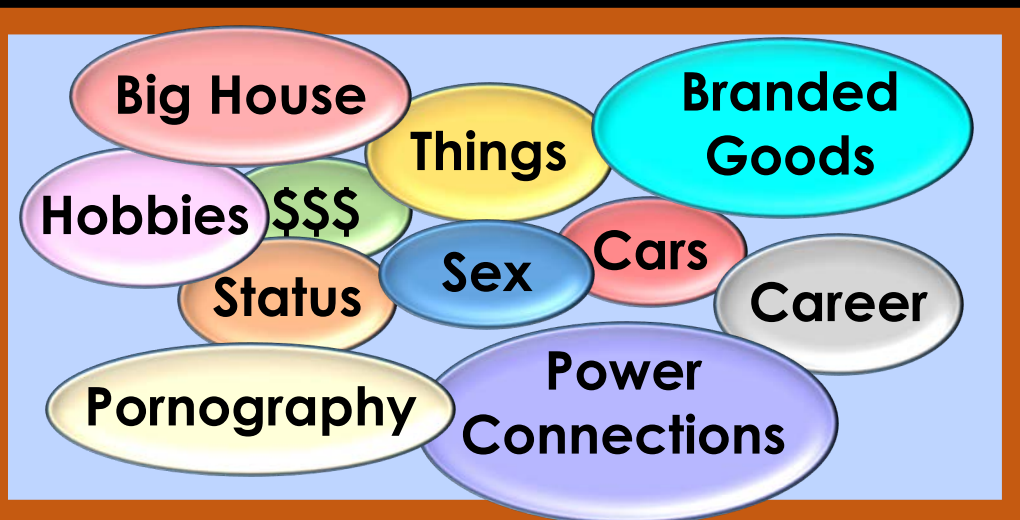 Big House
Things
Branded
Goods
Hobbies
$$$
Status
Sex
Cars
Career
Pornography
Power
Connections